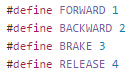 #define FORWARD 1
#define BACKWARD 2
#define BRAKE 3
#define RELEASE 4